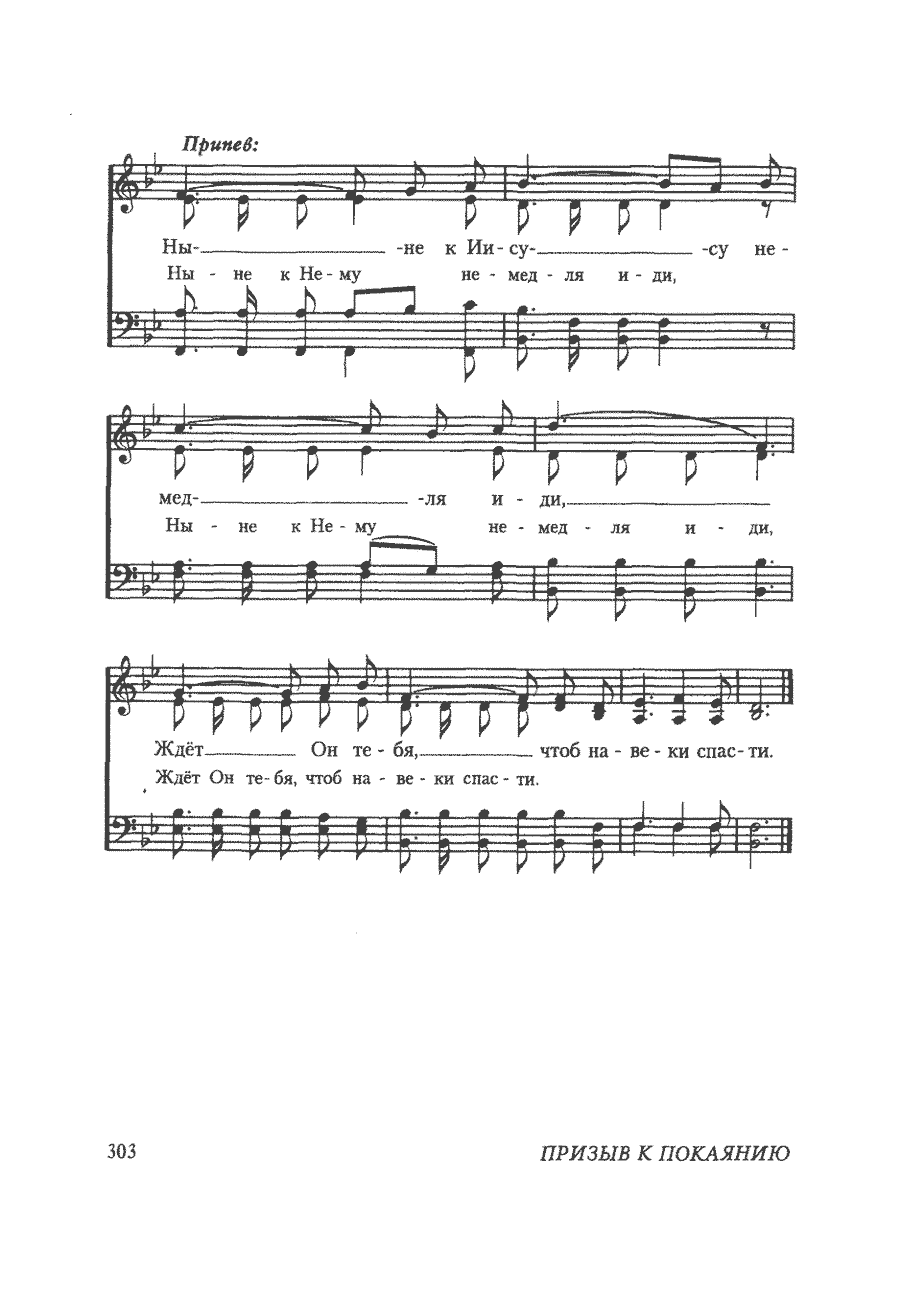 Припев:
Ны- -не к Ии - су- -су не -
Ны - не к Не - му не - мед - ля и - ди,
мед- -ля и - ди,
Ны - не к Не - му не - мед - ля и - ди,
Ждёт Он те - бя, чтоб на - ве - ки спас - ти.
Ждёт Он те- бя, чтоб на - ве - ки спас - ти.
303 ПРИЗЫВ К ПОКАЯНИЮ